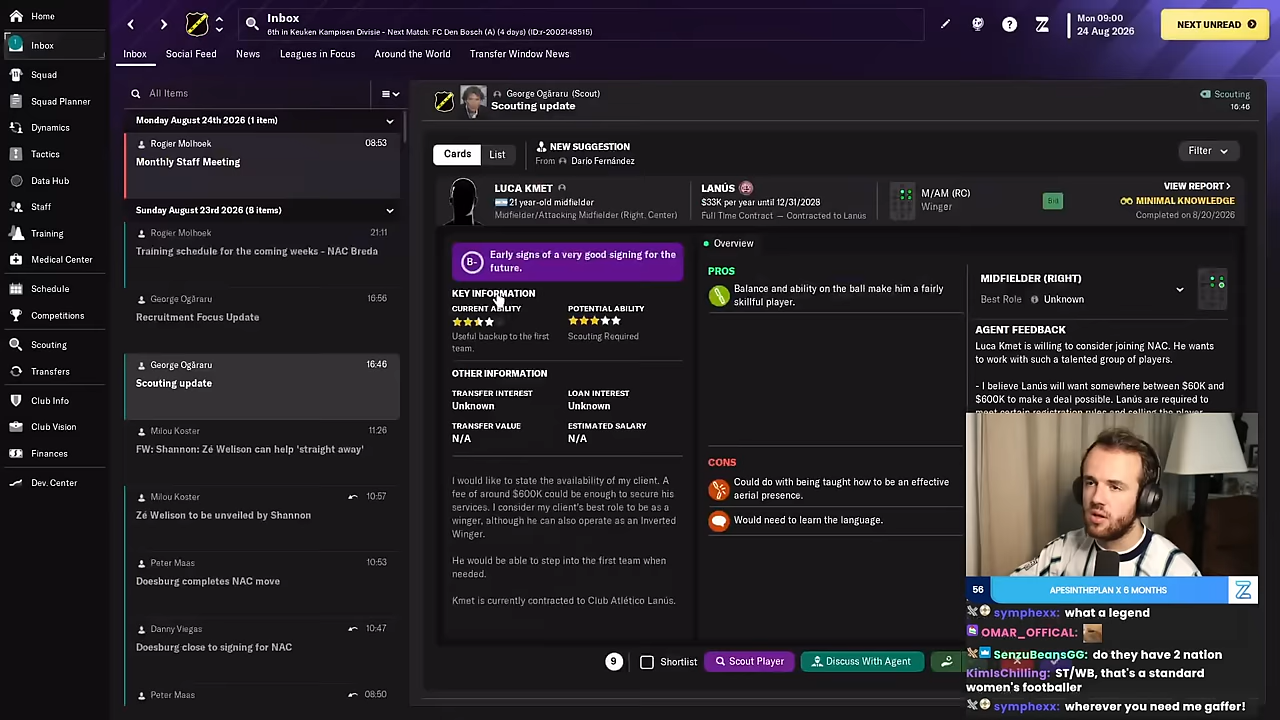 Home
Inbox
Squad
Squad Planner
Dynamics
Tactics
Data Hub
Staff
Training
Medical Center
Schedule
Competitions
Scouting
Transfers
Club Info
Club Vision
Finances
Dev. Center
Inbox
6th in Keuken Kampioen Divisie - Next Match: FC Den Bosch (A) (4 days) (ID:r-2002148515)
Mon 09:00
24 Aug 2026
NEXT UNREAD
Inbox
Social Feed
News
Leagues in Focus
Around the World
Transfer Window News
All Items
Monday August 24th 2026 (1 item)
Rogier Molhoek 08:53
Monthly Staff Meeting
Sunday August 23rd 2026 (8 items)
Rogier Molhoek 21:11
Training schedule for the coming weeks - NAC Breda
George Ogăraru 16:56
Recruitment Focus Update
George Ogăraru 16:46
Scouting update
Milou Koster 11:26
FW: Shannon: Zé Welison can help 'straight away'
Milou Koster 10:57
Zé Welison to be unveiled by Shannon
Peter Maas 10:53
Doesburg completes NAC move
Danny Viegas 10:47
Doesburg close to signing for NAC
Peter Maas 08:50
George Ogăraru (Scout)
Scouting update
Scouting
16:46
Cards
List
NEW SUGGESTION
From Darío Fernández
Filter
LUCA KMET
21 year-old midfielder
Midfielder/Attacking Midfielder (Right, Center)
LANÚS
$33K per year until 12/31/2028
Full Time Contract — Contracted to Lanús
M/AM (RC)
Winger
Bid
VIEW REPORT >
MINIMAL KNOWLEDGE
Completed on 8/20/2026
B-
Early signs of a very good signing for the
future.
KEY INFORMATION
CURRENT ABILITY
Useful backup to the first
team.
POTENTIAL ABILITY
Scouting Required
OTHER INFORMATION
TRANSFER INTEREST
Unknown
LOAN INTEREST
Unknown
TRANSFER VALUE
N/A
ESTIMATED SALARY
N/A
I would like to state the availability of my client. A
fee of around $600K could be enough to secure his
services. I consider my client's best role to be as a
winger, although he can also operate as an Inverted
Winger.
He would be able to step into the first team when
needed.
Kmet is currently contracted to Club Atlético Lanús.
Overview
PROS
Balance and ability on the ball make him a fairly
skillful player.
CONS
Could do with being taught how to be an effective
aerial presence.
Would need to learn the language.
MIDFIELDER (RIGHT)
Best Role Unknown
AGENT FEEDBACK
Luca Kmet is willing to consider joining NAC. He wants
to work with such a talented group of players.
- I believe Lanús will want somewhere between $60K and
$600K to make a deal possible. Lanús are required to
meet certain registration rules and selling the player
9
Shortlist
Scout Player
Discuss With Agent
56
APESINTHEPLAN X 6 MONTHS
symphexx: what a legend
OMAR_OFFICAL:
SenzuBeansGG: do they have 2 nation
KimIsChilling: ST/WB, that's a standard
women's footballer
symphexx: wherever you need me gaffer!